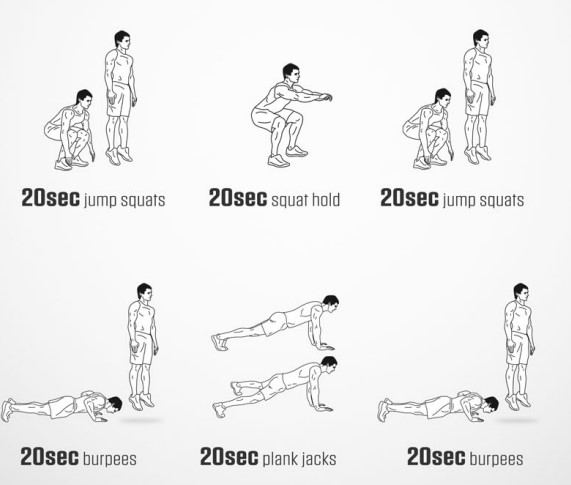 20sec jump squats
20sec squat hold
20sec jump squats
20sec burpees
20sec plank jacks
20sec burpees